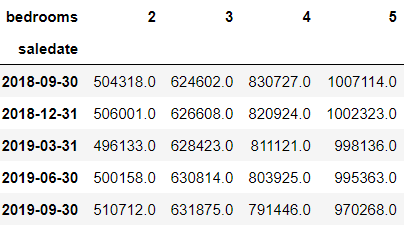 bedrooms 2 3 4 5
saledate
2018-09-30 504318.0 624602.0 830727.0 1007114.0
2018-12-31 506001.0 626608.0 820924.0 1002323.0
2019-03-31 496133.0 628423.0 811121.0 998136.0
2019-06-30 500158.0 630814.0 803925.0 995363.0
2019-09-30 510712.0 631875.0 791446.0 970268.0